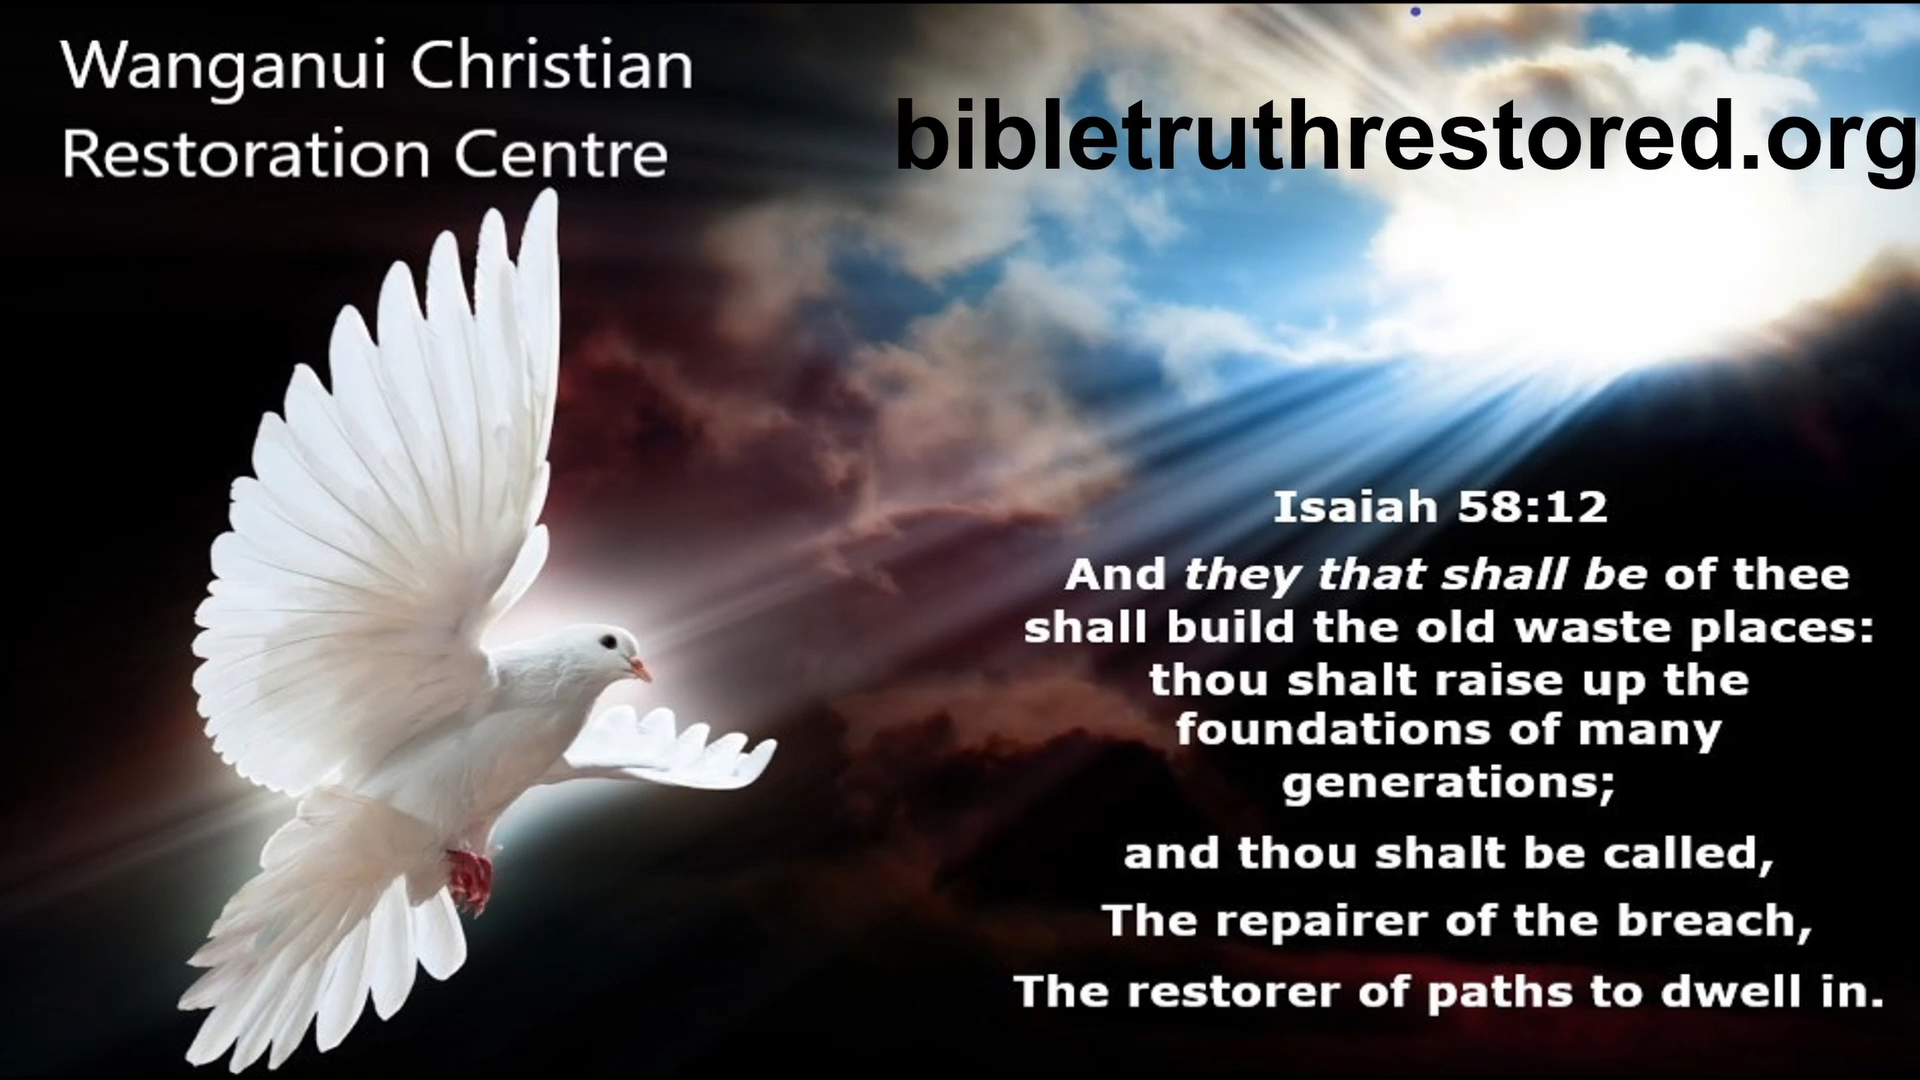 Wanganui Christian
Restoration Centre
bibletruthrestored.org
Isaiah 58:12
And they that shall be of thee
shall build the old waste places:
thou shalt raise up the
foundations of many
generations;
and thou shalt be called,
The repairer of the breach,
The restorer of paths to dwell in.